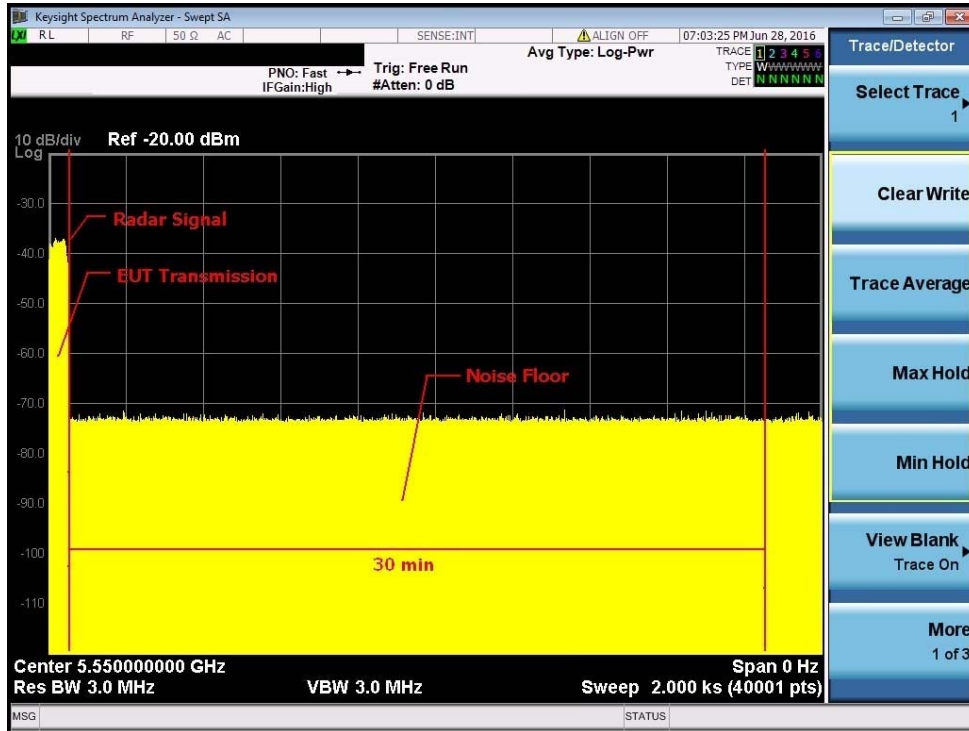 Keysight Spectrum Analyzer - Swept SA
LXI RL RF 50 Ω AC SENSE:INT ALIGN OFF 07:03:25 PM Jun 28, 2016
Avg Type: Log-Pwr
TRACE 1 2 3 4 5 6
PNO: Fast Trig: Free Run
TYPE W W W W W W
IFGain:High #Atten: 0 dB
DET N N N N N N
10 dB/div Ref -20.00 dBm
Log
-30.0
Radar Signal
-40.0
EUT Transmission
-50.0
-60.0
Noise Floor
-70.0
-80.0
-90.0
-100
30 min
-110
Center 5.550000000 GHz Span 0 Hz
Res BW 3.0 MHz VBW 3.0 MHz Sweep 2.000 ks (40001 pts)
MSG STATUS
Trace/Detector
Select Trace
1
Clear Write
Trace Average
Max Hold
Min Hold
View Blank
Trace On
More
1 of 3